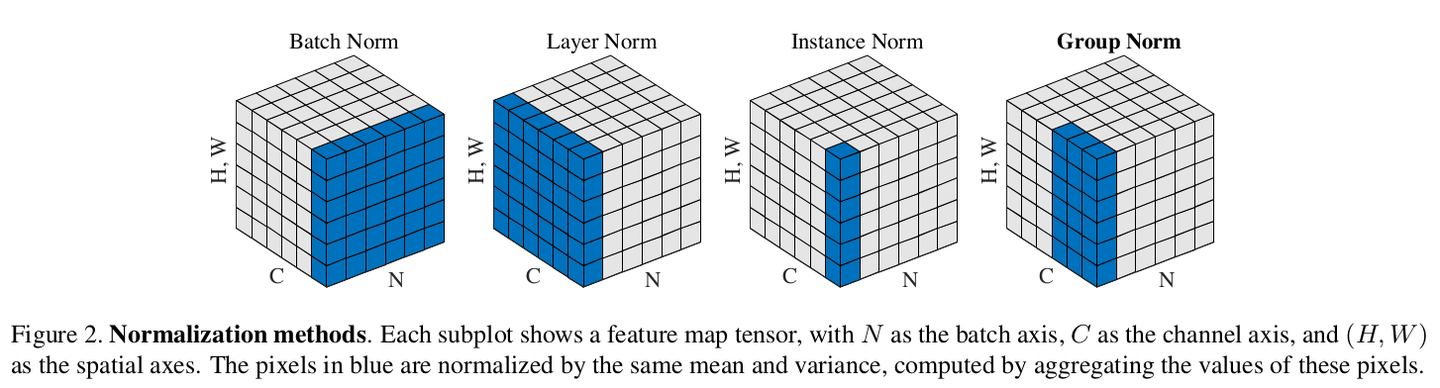 Batch Norm
Layer Norm
Instance Norm
Group Norm
H, W
C
N
H, W
C
N
H, W
C
N
H, W
C
N
Figure 2. Normalization methods. Each subplot shows a feature map tensor, with N as the batch axis, C as the channel axis, and (H, W)
as the spatial axes. The pixels in blue are normalized by the same mean and variance, computed by aggregating the values of these pixels.